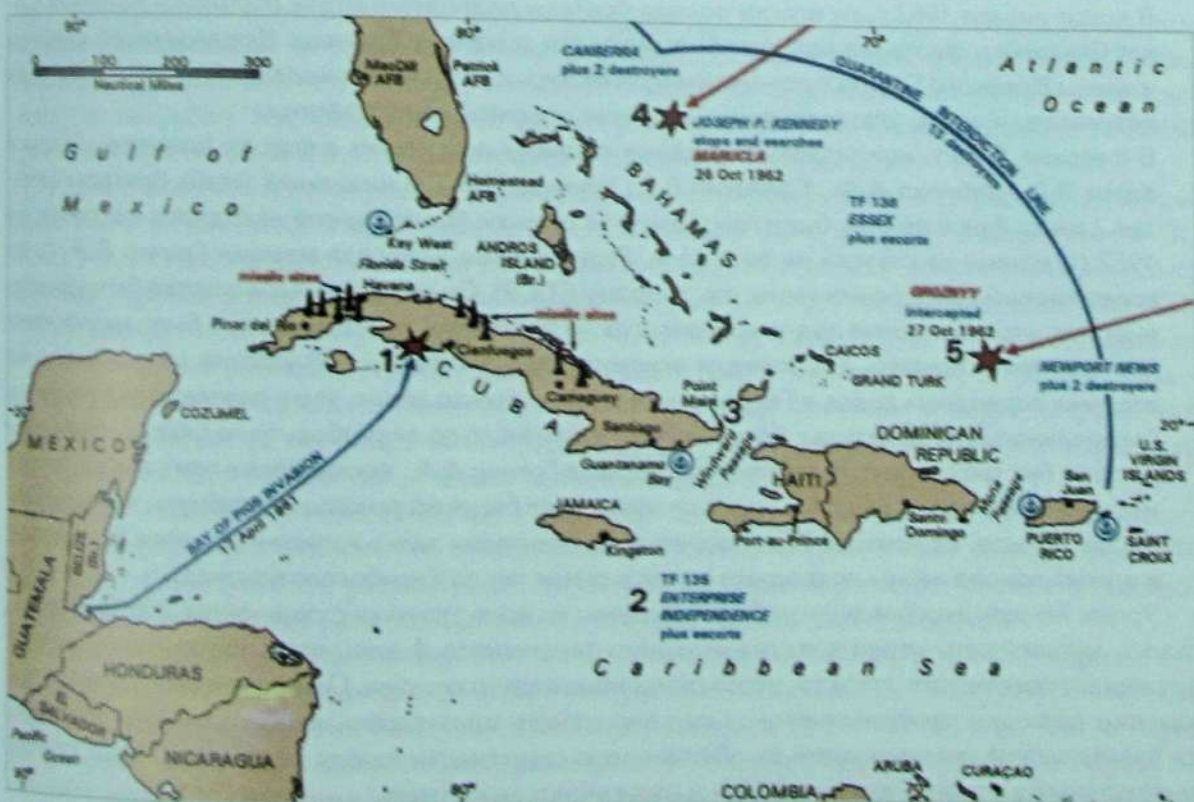 90°
80°
70°
0 100 200 300
Nautical Miles
MacDill
AFB
Patrick
AFB
CANBERRA
plus 2 destroyers
QUARANTINE INTERDICTION LINE
13 destroyers
Atlantic
Ocean
Gulf of
Mexico
4
JOSEPH P. KENNEDY
stops and searches
MARUCLA
26 Oct 1962
Homestead
AFB
BAHAMAS
TF 136
ESSEX
plus escorts
Key West
Florida Strait
ANDROS
ISLAND
(Br.)
missile sites
Havana
missile sites
Pinar del Rio
GROZNYY
Intercepted
27 Oct 1962
5
1
Cienfuegos
CUBA
CAICOS
GRAND TURK
NEWPORT NEWS
plus 2 destroyers
Camaguey
Point
Maisi
3
20°
COZUMEL
MEXICO
Santiago
Guantanamo
Bay
Windward
Passage
HAITI
DOMINICAN
REPUBLIC
20°
U.S.
VIRGIN
ISLANDS
BAY OF PIGS INVASION
17 April 1961
JAMAICA
Kingston
Port-au-Prince
Santo
Domingo
Mona
Passage
San
Juan
PUERTO
RICO
SAINT
CROIX
BELIZE
(Br.)
GUATEMALA
2
TF 135
ENTERPRISE
INDEPENDENCE
plus escorts
HONDURAS
Caribbean Sea
EL
SALVADOR
Pacific
Ocean
NICARAGUA
90°
80°
COLOMBIA
ARUBA
70°
CURACAO